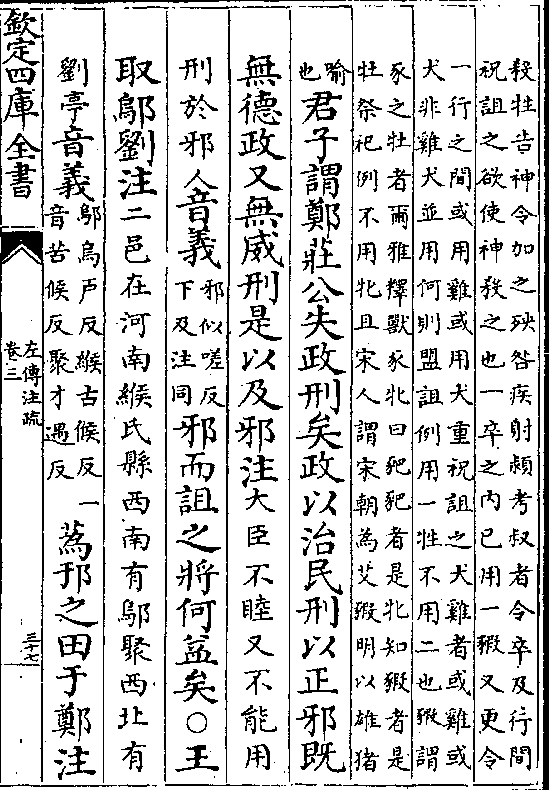 殺牲告神令加之殃咎疾射頴考叔者令卒及行間
祝詛之欲使神殺之也一卒之内已用一豭又更令
一行之間或用雞或用犬重祝詛之犬雞者或雞或
犬非雞犬並用何則盟詛例用一牲不用二也豭謂
豕之牡者爾雅釋獸豕牝曰豝豝者是牝知豭者是
牡祭祀例不用牝且宋人謂宋朝為艾豭明以雄猪
喻也君子謂鄭莊公失政刑矣政以治民刑以正邪既
無德政又無威刑是以及邪注大臣不睦又不能用
刑於邪人音義邪似嗟反下及注同邪而詛之將何益矣○王
取鄔劉注二邑在河南緱氏縣西南有鄔聚西北有
劉亭音義鄔烏戸反緱古候反一音苦候反聚才遇反蔿邘之田于鄭注
欽定四庫全書
左傳注疏
卷三
三十七